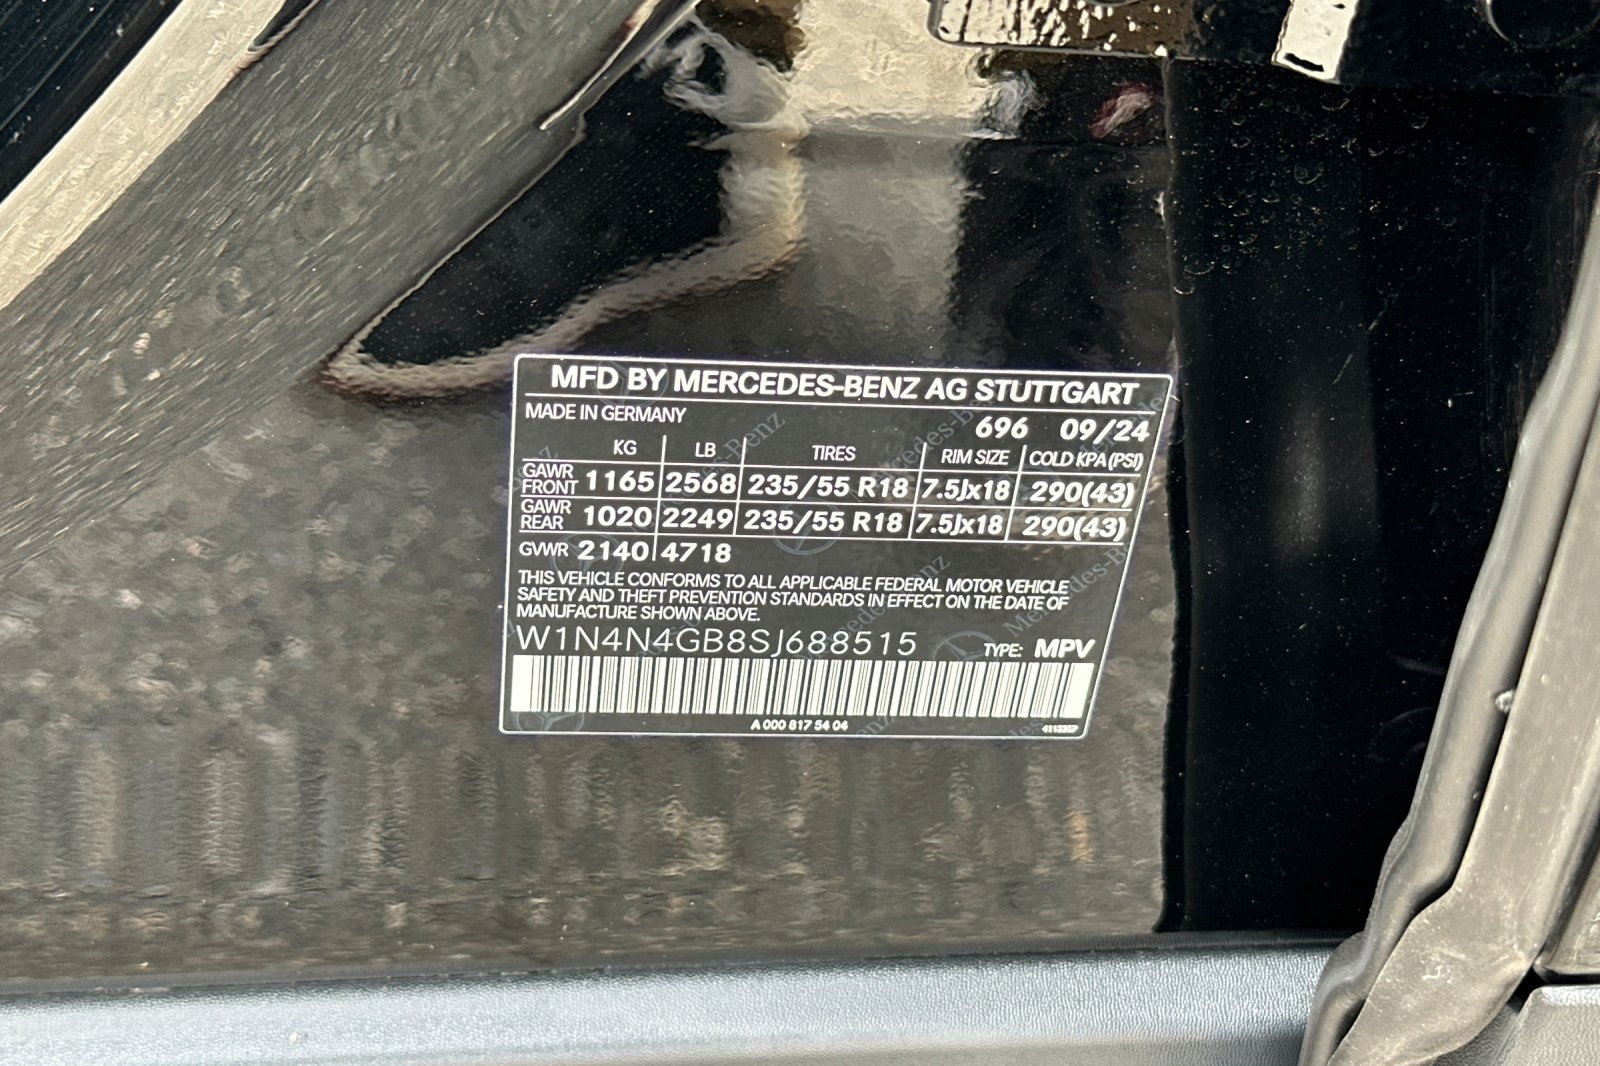 MFD BY MERCEDES-BENZ AG STUTTGART
MADE IN GERMANY
696 09/24
KG LB TIRES RIM SIZE COLD KPA (PSI)
GAWR FRONT 1165 2568 235/55 R18 7.5Jx18 290(43)
GAWR REAR 1020 2249 235/55 R18 7.5Jx18 290(43)
GVWR 2140 4718
THIS VEHICLE CONFORMS TO ALL APPLICABLE FEDERAL MOTOR VEHICLE
SAFETY AND THEFT PREVENTION STANDARDS IN EFFECT ON THE DATE OF
MANUFACTURE SHOWN ABOVE.
W1N4N4GB8SJ688515 TYPE: MPV
A 000 817 54 04